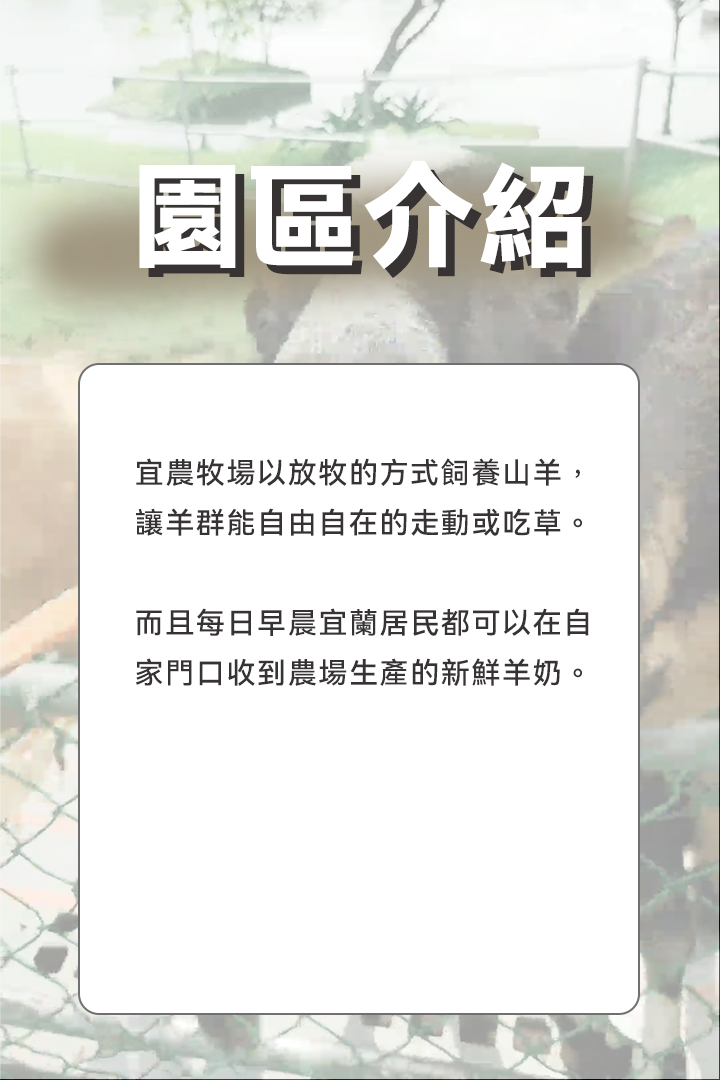 園區介紹
宜農牧場以放牧的方式飼養山羊，
讓羊群能自由自在的走動或吃草。
而且每日早晨宜蘭居民都可以在自
家門口收到農場生產的新鮮羊奶。